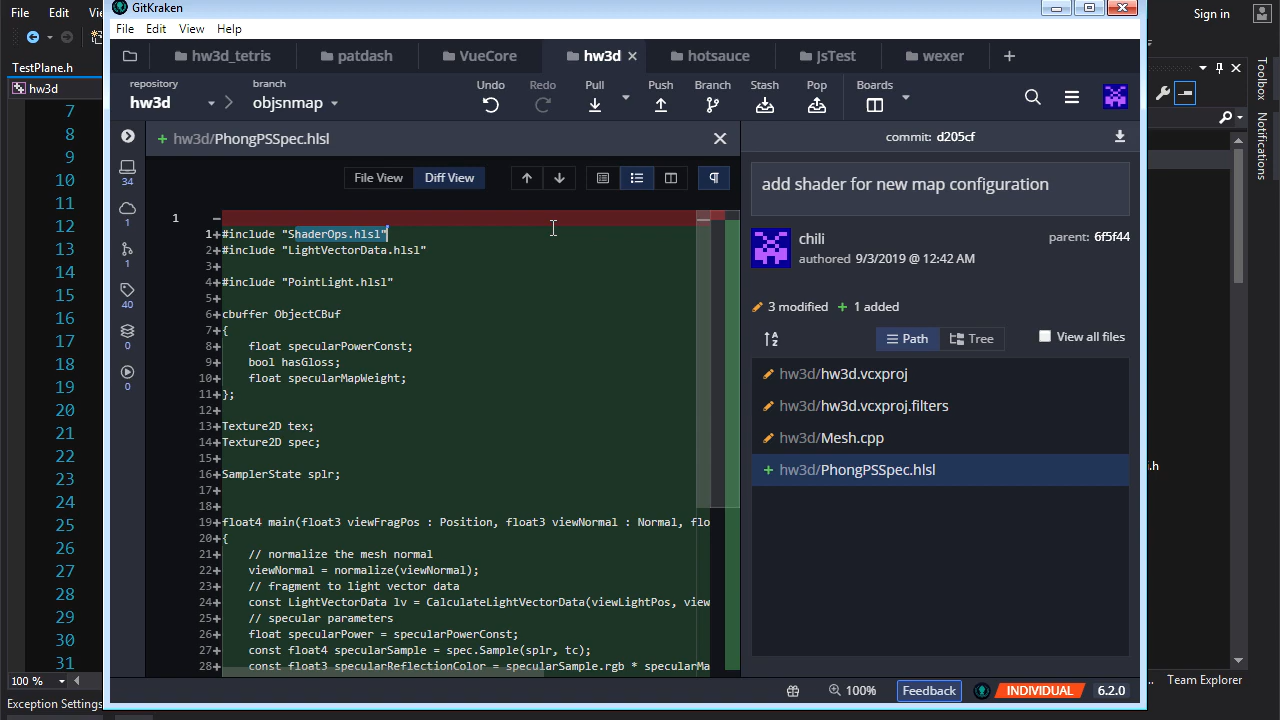 GitKraken
File Edit Vi
File Edit View Help
Sign in
TestPlane.h
hw3d
hw3d_tetris
patdash
VueCore
hw3d
hotsauce
jsTest
wexer
repository
hw3d
branch
objsnmap
Undo
Redo
Pull
Push
Branch
Stash
Pop
Boards
hw3d/PhongPSSpec.hlsl
File View
Diff View
34
1
1
40
0
0
1 −
1+ #include "ShaderOps.hlsl"
2+ #include "LightVectorData.hlsl"
3+
4+ #include "PointLight.hlsl"
5+
6+ cbuffer ObjectCBuf
7+ {
8+ float specularPowerConst;
9+ bool hasGloss;
10+ float specularMapWeight;
11+ };
12+
13+ Texture2D tex;
14+ Texture2D spec;
15+
16+ SamplerState splr;
17+
18+
19+ float4 main(float3 viewFragPos : Position, float3 viewNormal : Normal, flo
20+ {
21+ // normalize the mesh normal
22+ viewNormal = normalize(viewNormal);
23+ // fragment to light vector data
24+ const LightVectorData lv = CalculateLightVectorData(viewLightPos, view
25+ // specular parameters
26+ float specularPower = specularPowerConst;
27+ const float4 specularSample = spec.Sample(splr, tc);
28+ const float3 specularReflectionColor = specularSample.rgb * specularMa
commit: d205cf
add shader for new map configuration
chili
authored 9/3/2019 @ 12:42 AM
parent: 6f5f44
3 modified + 1 added
Path
Tree
View all files
hw3d/hw3d.vcxproj
hw3d/hw3d.vcxproj.filters
hw3d/Mesh.cpp
+ hw3d/PhongPSSpec.hlsl
100%
Feedback
INDIVIDUAL
6.2.0
7
8
9
10
11
12
13
14
15
16
17
18
19
20
21
22
23
24
25
26
27
28
29
30
31
100 %
Exception Settings
Toolbox
Notifications
.h
.. Team Explorer